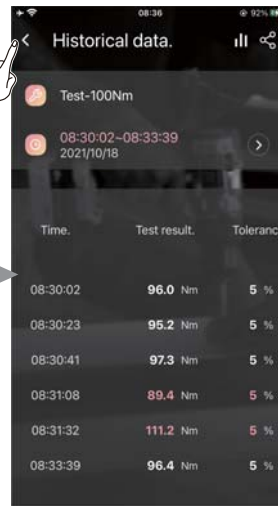 08:36 92%
Historical data.
Test-100Nm
08:30:02~08:33:39
2021/10/18
Time. Test result. Toleranc
08:30:02 96.0 Nm 5 %
08:30:23 95.2 Nm 5 %
08:30:41 97.3 Nm 5 %
08:31:08 89.4 Nm 5 %
08:31:32 111.2 Nm 5 %
08:33:39 96.4 Nm 5 %